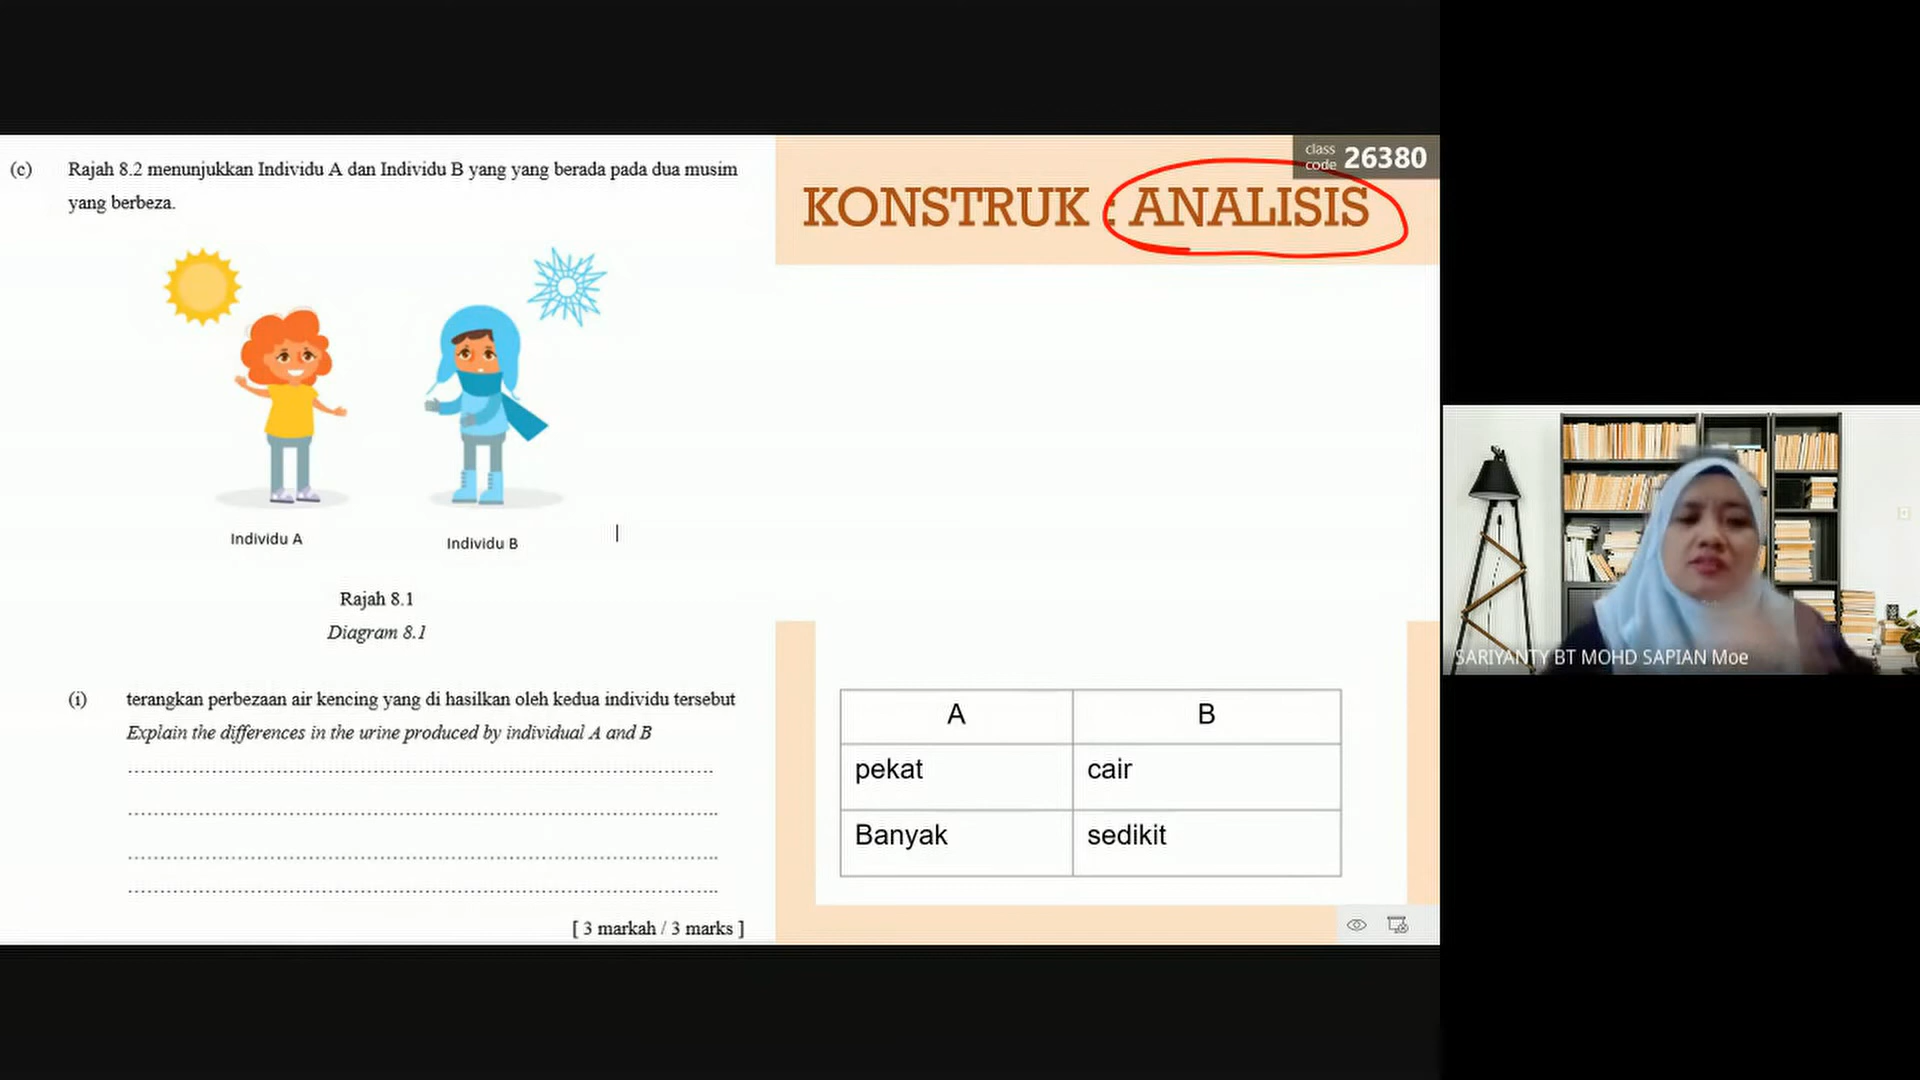 (c) Rajah 8.2 menunjukkan Individu A dan Individu B yang yang berada pada dua musim
yang berbeza.
Individu A
Individu B
Rajah 8.1
Diagram 8.1
(i) terangkan perbezaan air kencing yang di hasilkan oleh kedua individu tersebut
Explain the differences in the urine produced by individual A and B
[ 3 markah / 3 marks ]
class code 26380
KONSTRUK : ANALISIS
A B
pekat cair
Banyak sedikit
SARIYANTY BT MOHD SAPIAN Moe